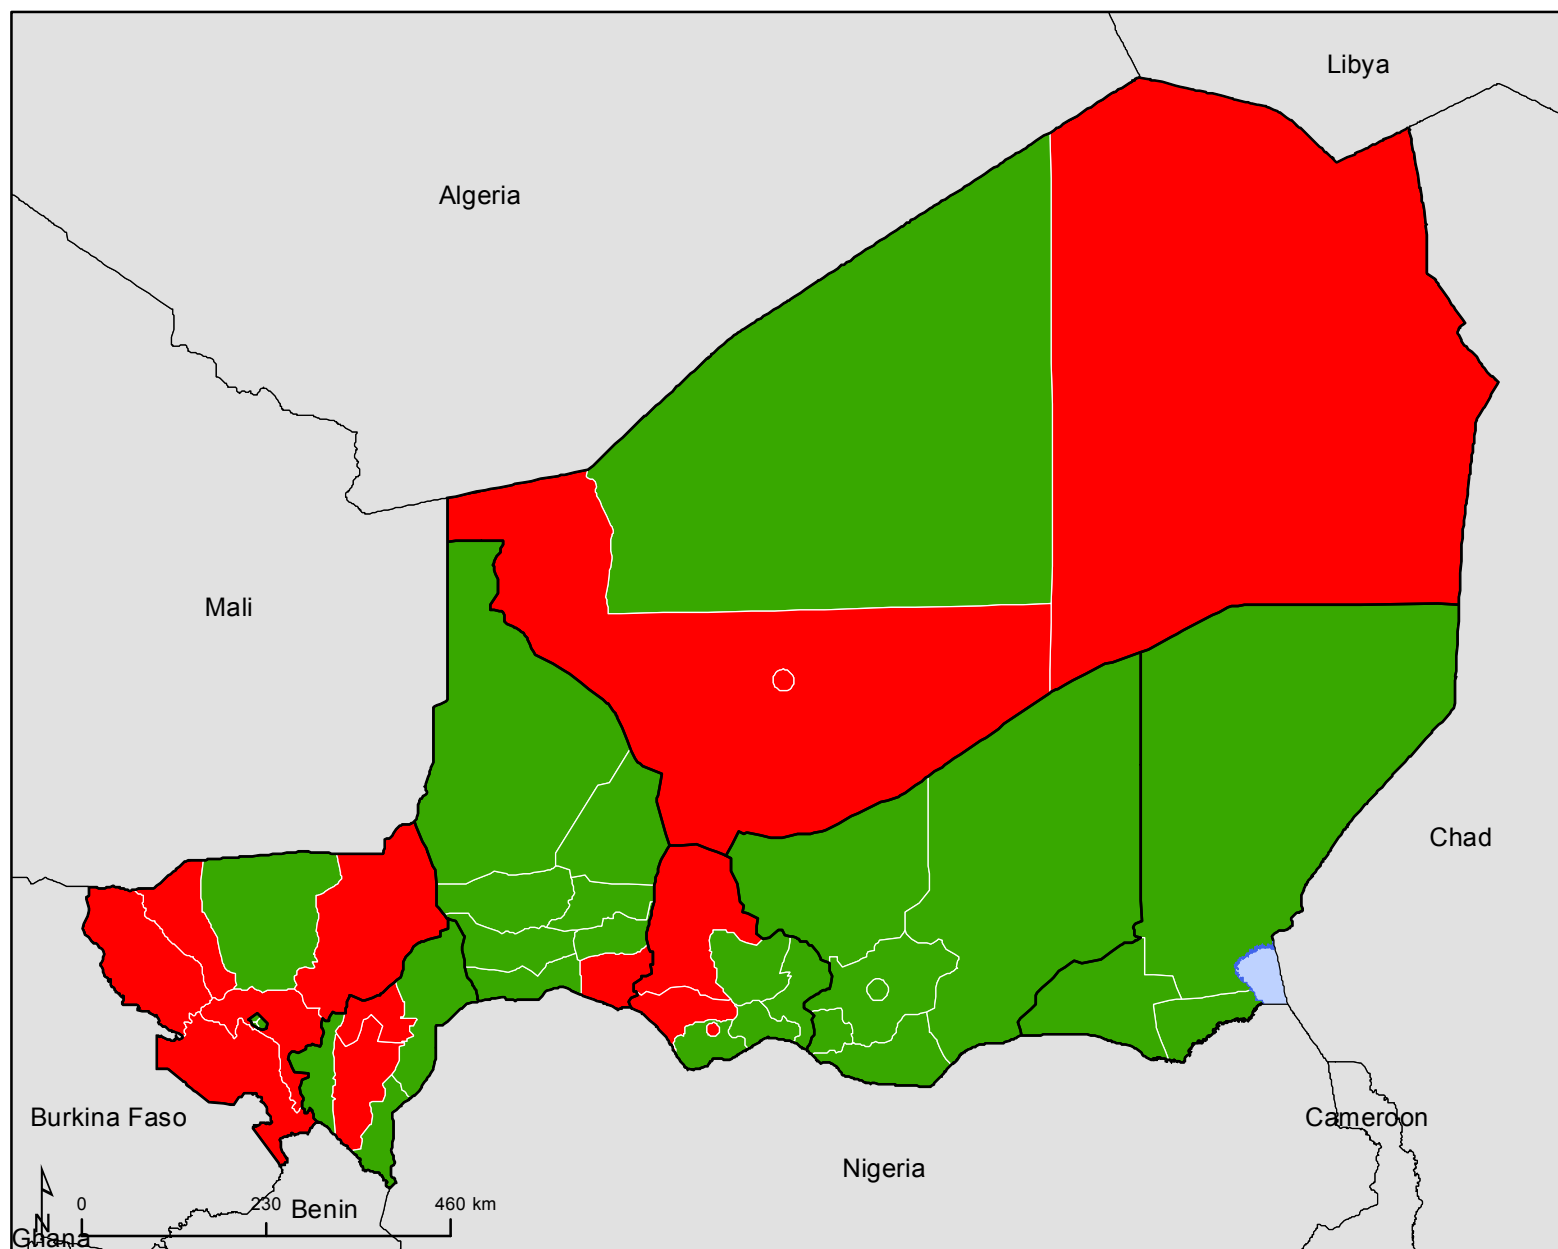 Libya
Algeria
Mali
Chad
Burkina Faso
Cameroon
Nigeria
0 230 460 km
Benin
N
Ghana